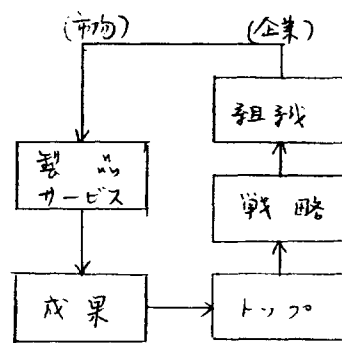 (市場) (企業)
組織
製品
サービス
戦略
成果
トップ